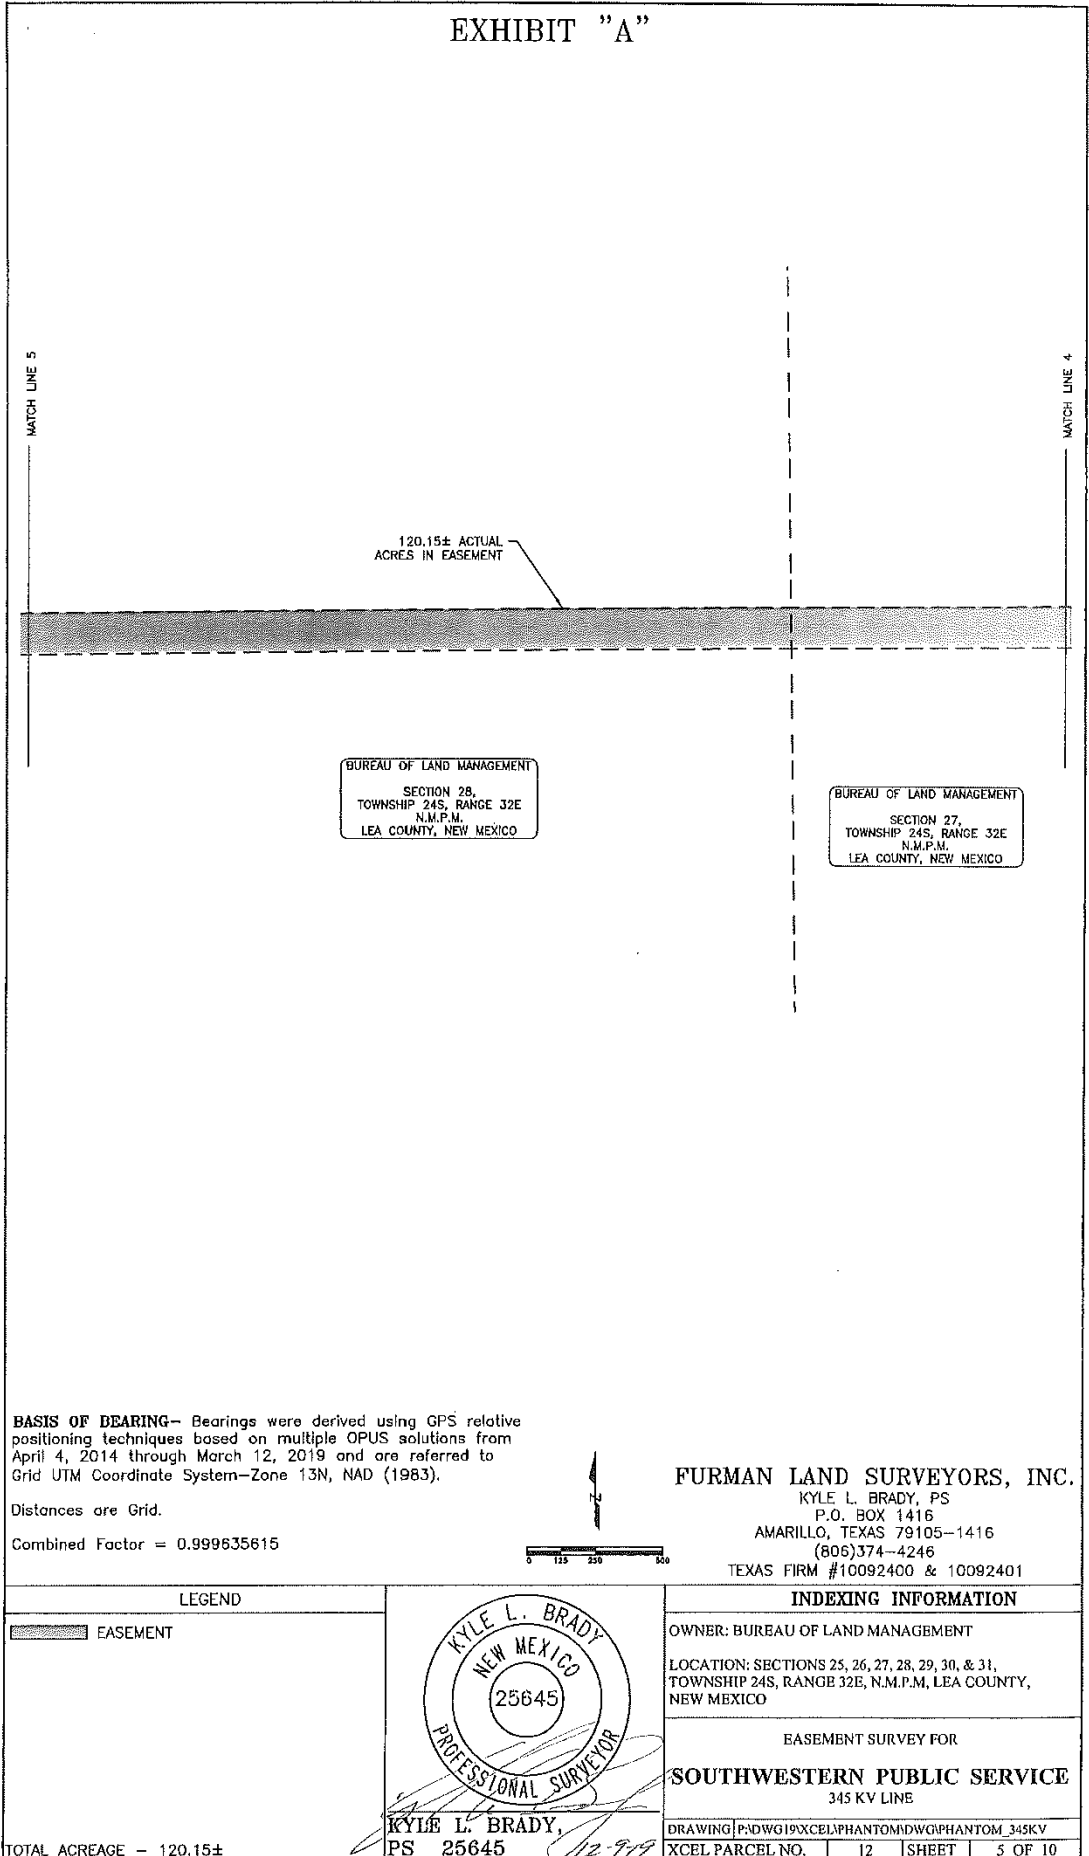 EXHIBIT "A"
MATCH LINE 5
MATCH LINE 4
120.15± ACTUAL
ACRES IN EASEMENT
BUREAU OF LAND MANAGEMENT
SECTION 28,
TOWNSHIP 24S, RANGE 32E
N.M.P.M.
LEA COUNTY, NEW MEXICO
BUREAU OF LAND MANAGEMENT
SECTION 27,
TOWNSHIP 24S, RANGE 32E
N.M.P.M.
LEA COUNTY, NEW MEXICO
BASIS OF BEARING- Bearings were derived using GPS relative
positioning techniques based on multiple OPUS solutions from
April 4, 2014 through March 12, 2019 and are referred to
Grid UTM Coordinate System-Zone 13N, NAD (1983).
Distances are Grid.
Combined Factor = 0.999635615
N
0 125 250 500
FURMAN LAND SURVEYORS, INC.
KYLE L. BRADY, PS
P.O. BOX 1416
AMARILLO, TEXAS 79105-1416
(806)374-4246
TEXAS FIRM #10092400 & 10092401
LEGEND
EASEMENT
TOTAL ACREAGE - 120.15±
KYLE L. BRADY
NEW MEXICO
25645
PROFESSIONAL SURVEYOR
KYLE L. BRADY,
PS 25645
12-9-19
INDEXING INFORMATION
OWNER: BUREAU OF LAND MANAGEMENT
LOCATION: SECTIONS 25, 26, 27, 28, 29, 30, & 31,
TOWNSHIP 24S, RANGE 32E, N.M.P.M, LEA COUNTY,
NEW MEXICO
EASEMENT SURVEY FOR
SOUTHWESTERN PUBLIC SERVICE
345 KV LINE
DRAWING P:\DWG19\XCEL\PHANTOM\DWG\PHANTOM_345KV
XCEL PARCEL NO. 12 SHEET 5 OF 10